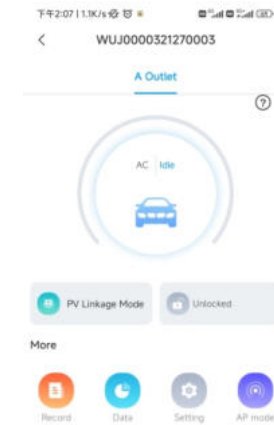 下午2:07 | 1.1K/s
WUJ0000321270003
A Outlet
AC | Idle
PV Linkage Mode
Unlocked
More
Record
Data
Setting
AP mode